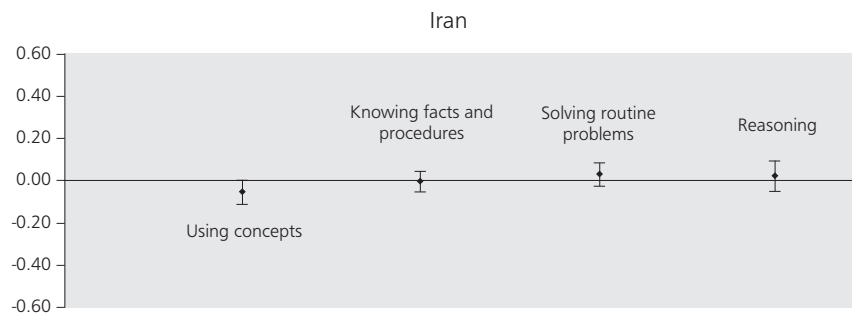 Iran
0.60
0.40
0.20
0.00
-0.20
-0.40
-0.60
Using concepts
Knowing facts and
procedures
Solving routine
problems
Reasoning